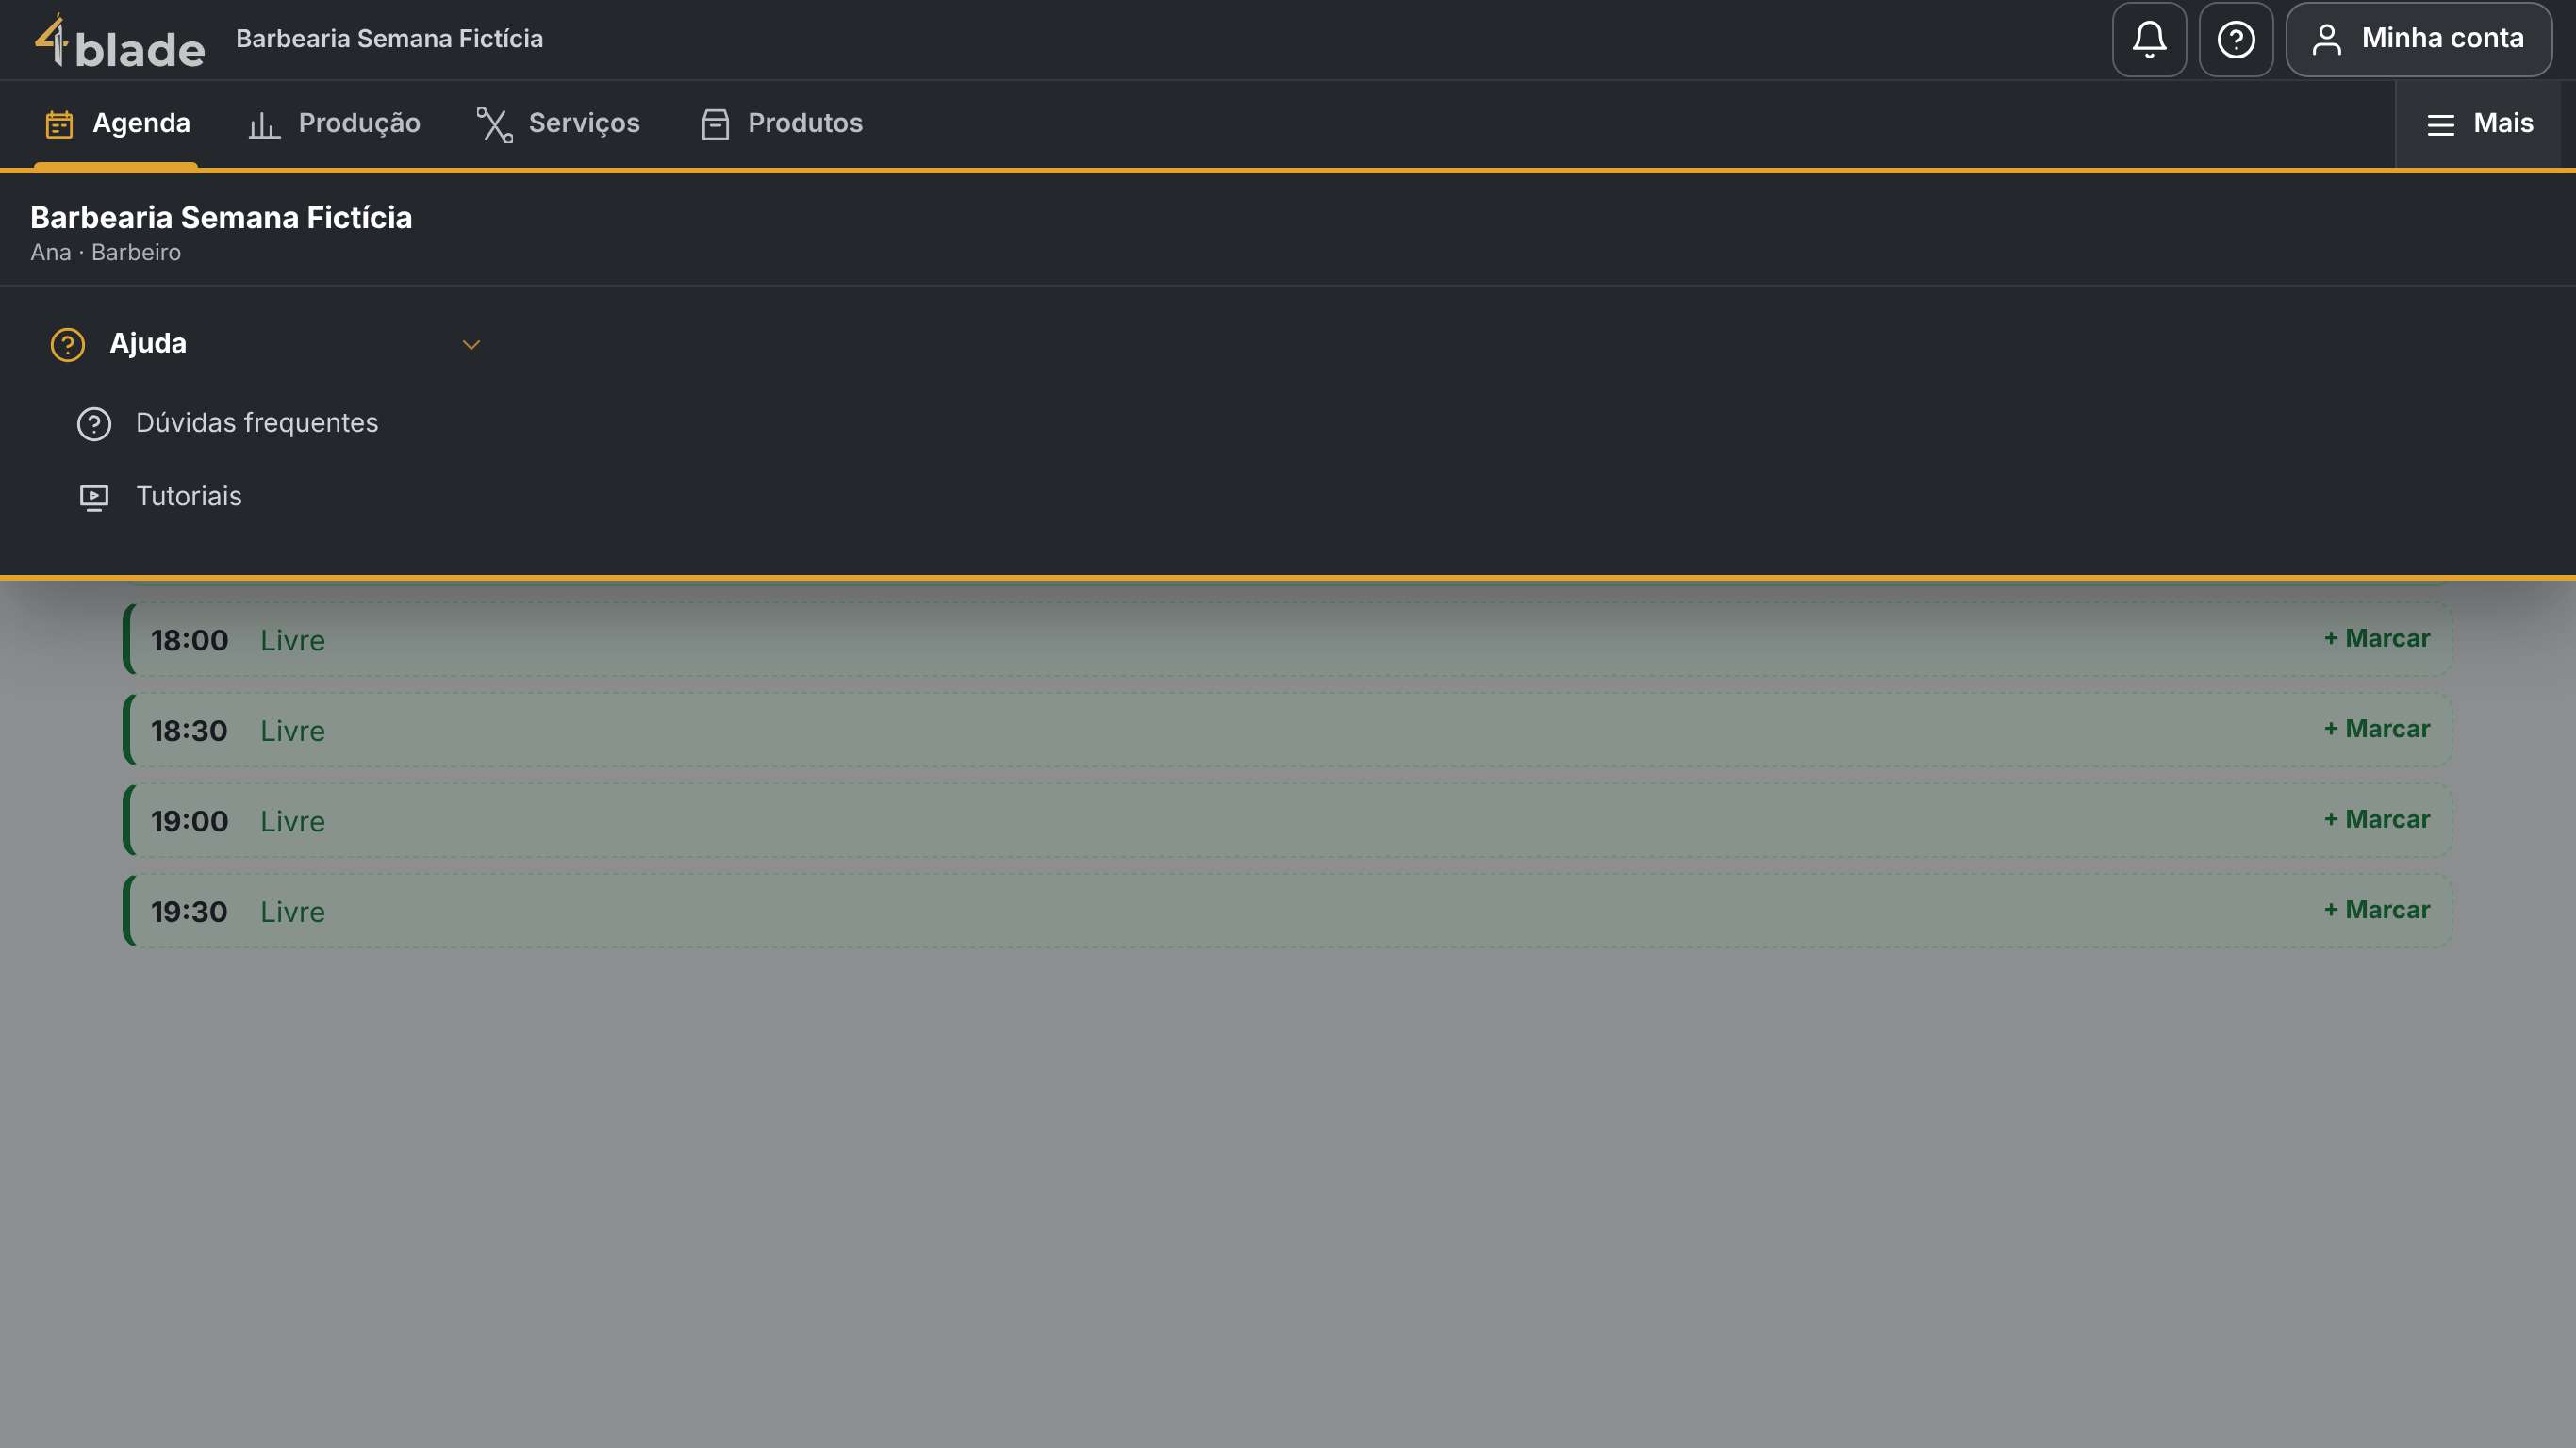 4blade
Barbearia Semana Fictícia
Minha conta
Agenda
Produção
Serviços
Produtos
Mais
Barbearia Semana Fictícia
Ana · Barbeiro
Ajuda
Dúvidas frequentes
Tutoriais
18:00 Livre + Marcar
18:30 Livre + Marcar
19:00 Livre + Marcar
19:30 Livre + Marcar